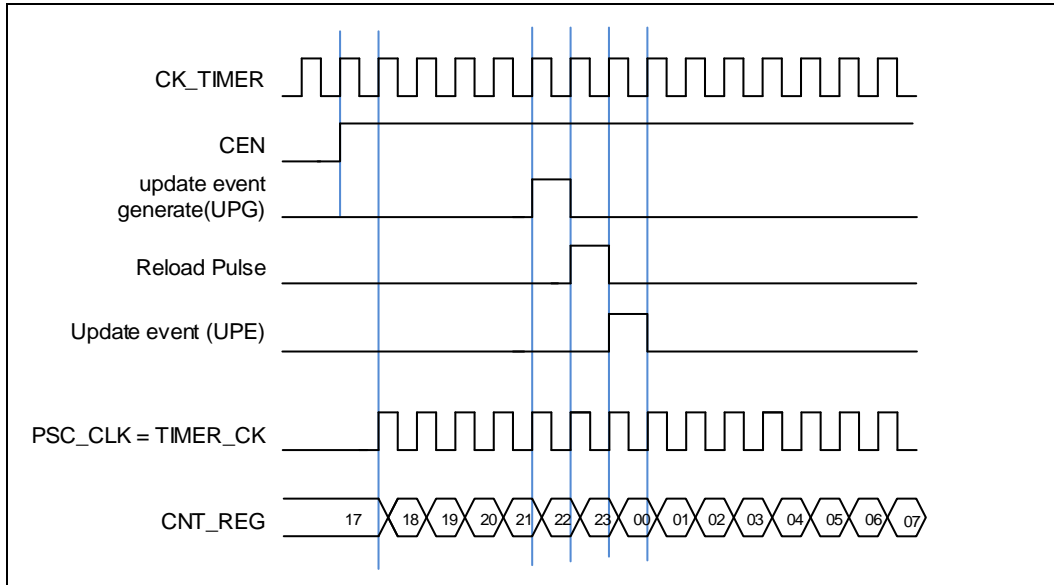 CK_TIMER
CEN
update event
generate(UPG)
Reload Pulse
Update event (UPE)
PSC_CLK = TIMER_CK
CNT_REG 17 18 19 20 21 22 23 00 01 02 03 04 05 06 07